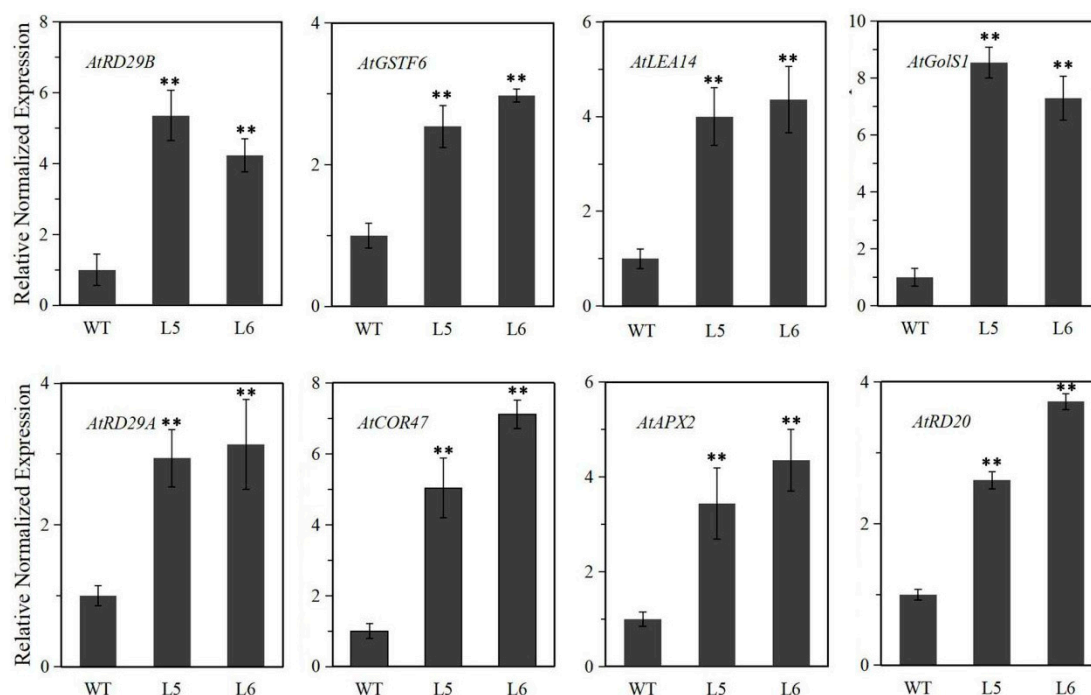 Relative Normalized Expression
8
6
4
2
0
AtRD29B
**
**
WT L5 L6
4
2
0
AtGSTF6
**
**
WT L5 L6
6
4
2
0
AtLEA14
**
**
WT L5 L6
10
8
6
4
2
0
AtGolS1
**
**
WT L5 L6
Relative Normalized Expression
4
2
0
AtRD29A
**
**
WT L5 L6
8
6
4
2
0
AtCOR47
**
**
WT L5 L6
6
4
2
0
AtAPX2
**
**
WT L5 L6
4
2
0
AtRD20
**
**
WT L5 L6